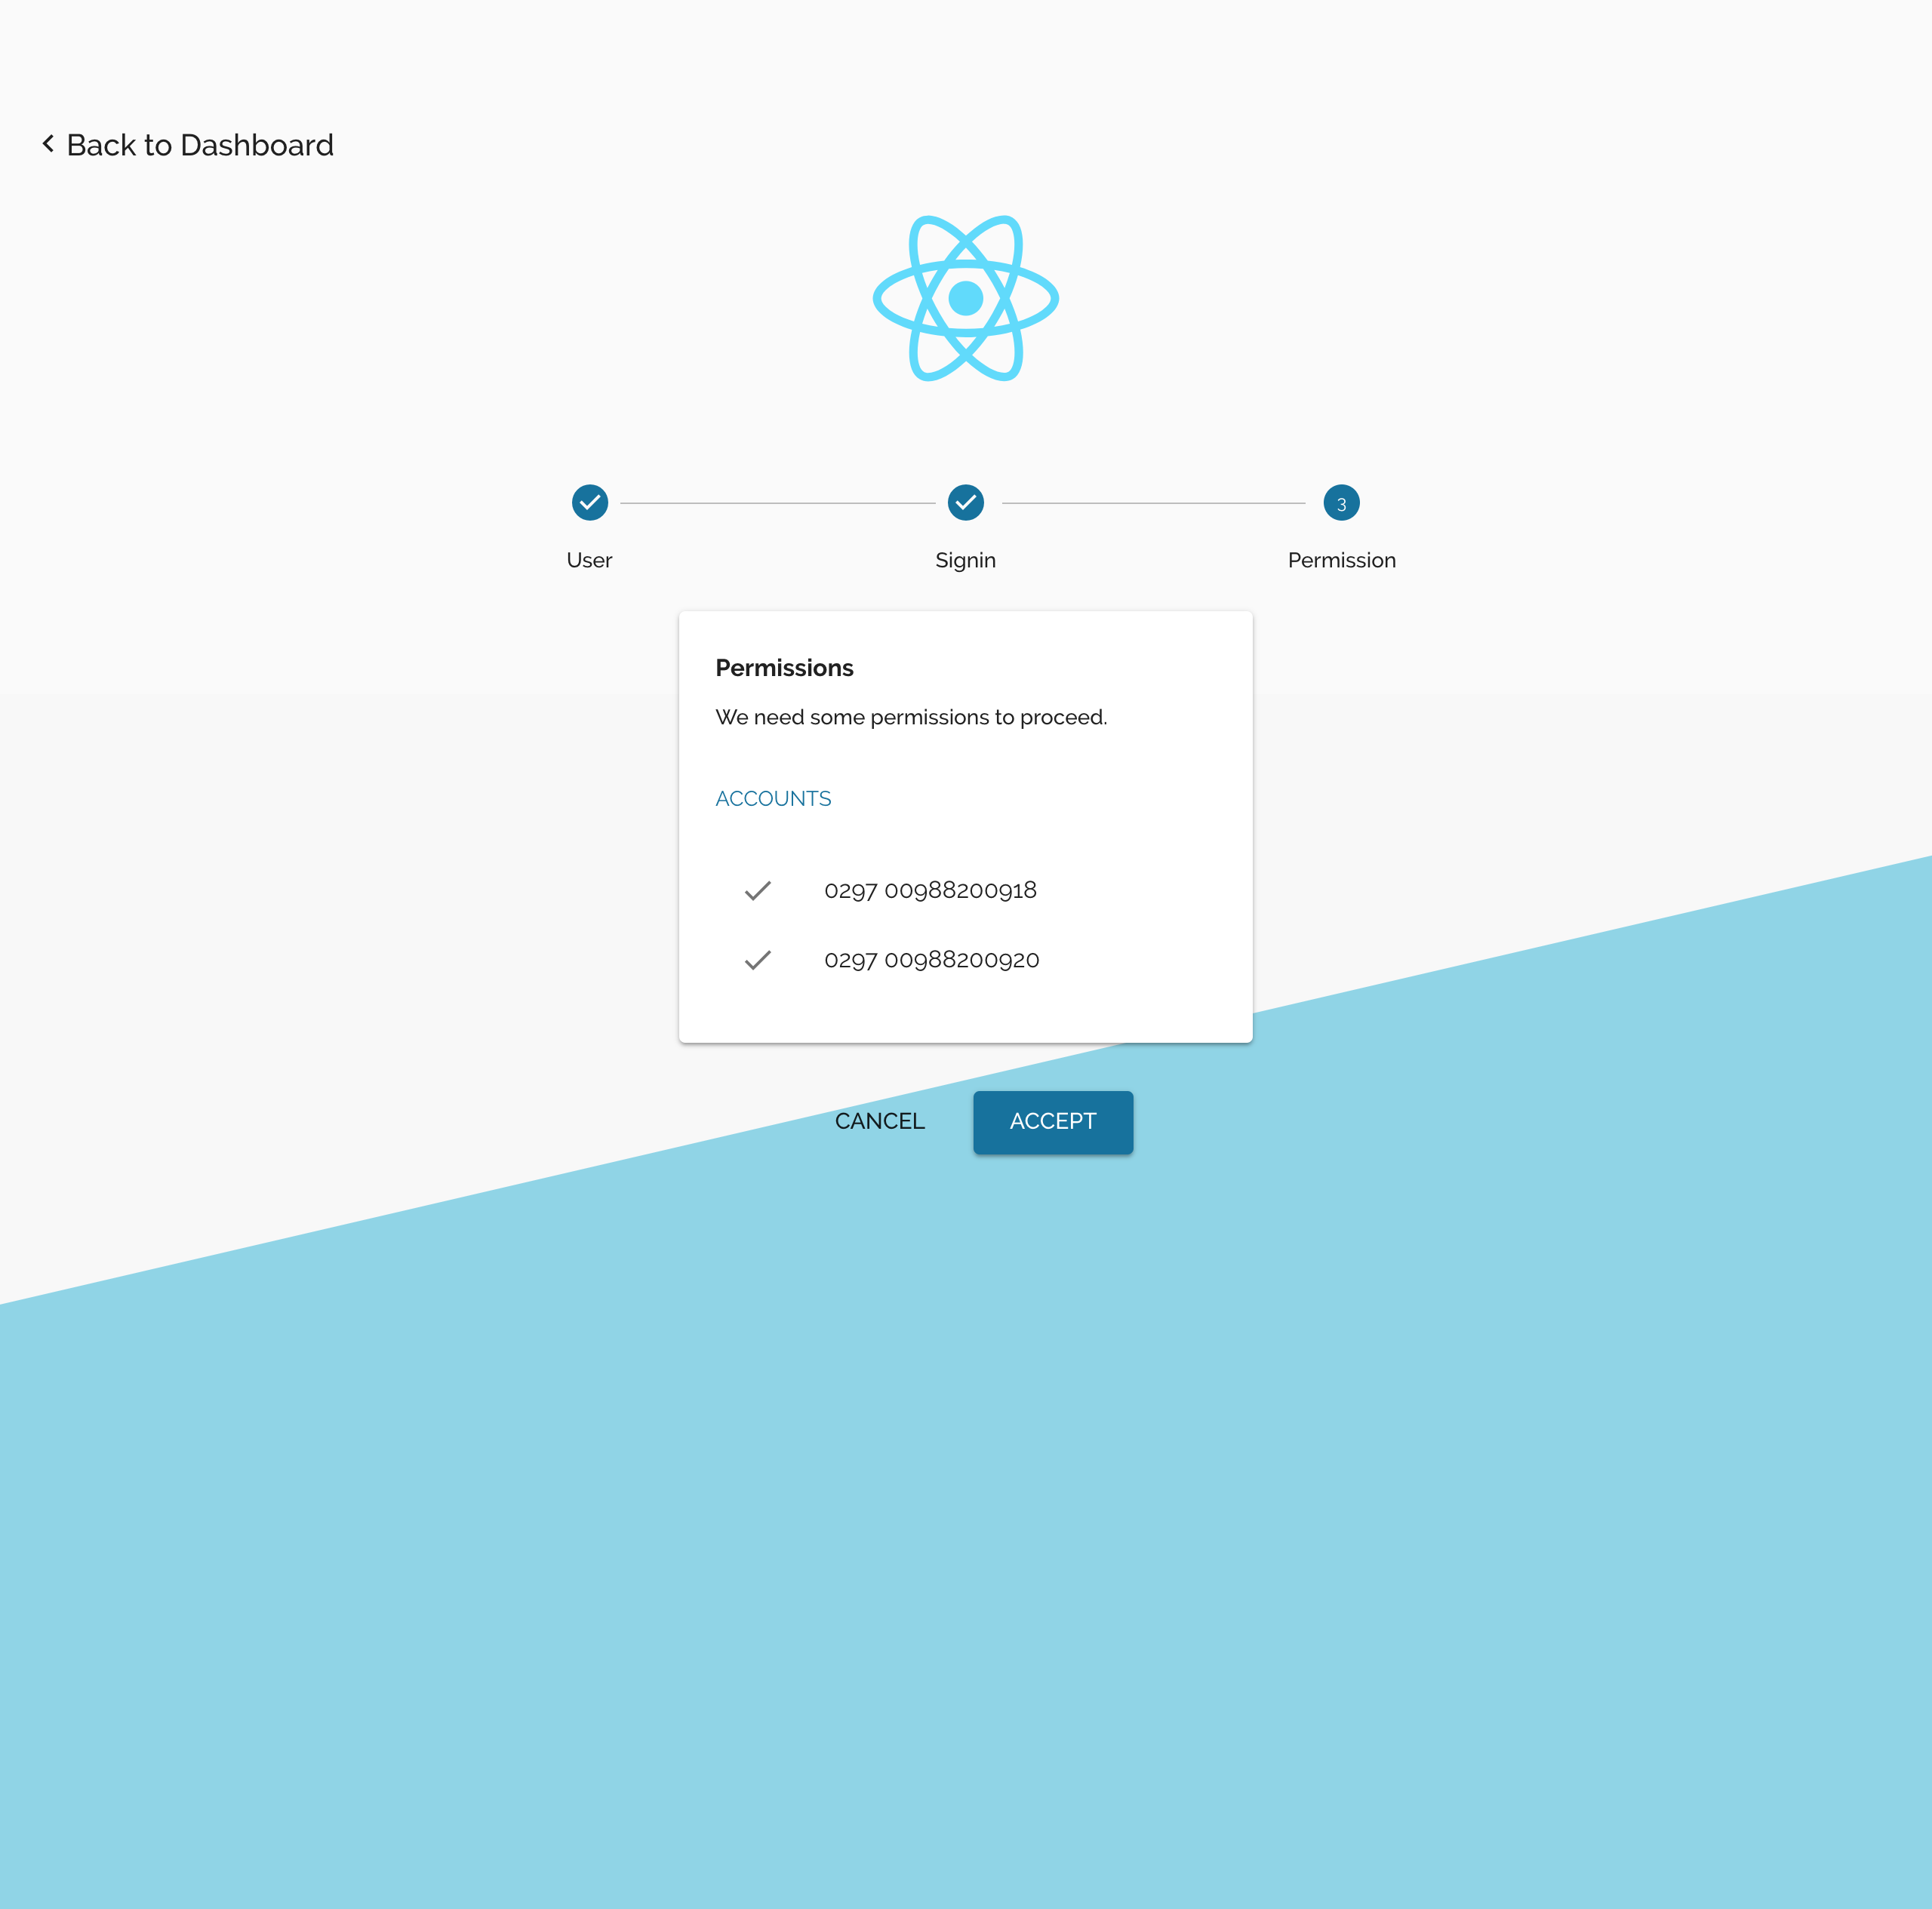 Back to Dashboard
3
User
Signin
Permission
Permissions
We need some permissions to proceed.
ACCOUNTS
0297 00988200918
0297 00988200920
CANCEL
ACCEPT